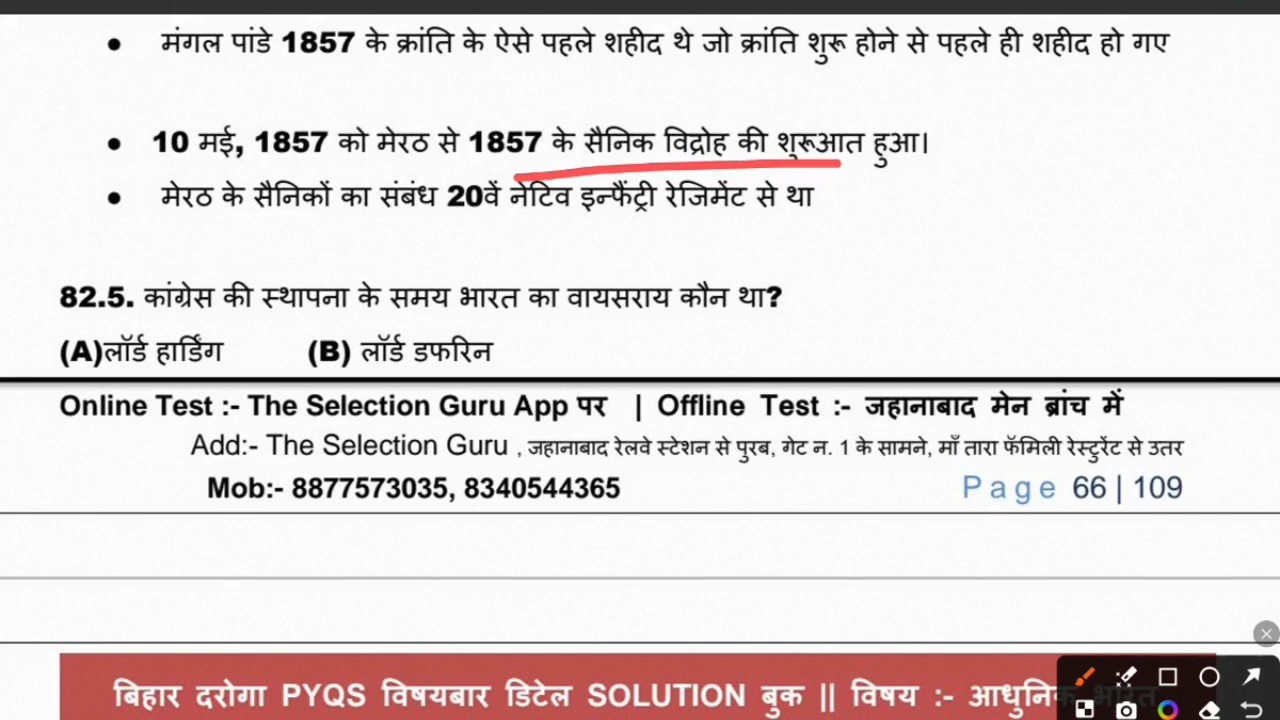 • मंगल पांडे 1857 के क्रांति के ऐसे पहले शहीद थे जो क्रांति शुरू होने से पहले ही शहीद हो गए
• 10 मई, 1857 को मेरठ से 1857 के सैनिक विद्रोह की शुरूआत हुआ।
• मेरठ के सैनिकों का संबंध 20वें नेटिव इन्फैंट्री रेजिमेंट से था
82.5. कांग्रेस की स्थापना के समय भारत का वायसराय कौन था?
(A)लॉर्ड हार्डिंग (B) लॉर्ड डफरिन
Online Test :- The Selection Guru App पर | Offline Test :- जहानाबाद मेन ब्रांच में
Add:- The Selection Guru , जहानाबाद रेलवे स्टेशन से पुरब, गेट न. 1 के सामने, माँ तारा फॅमिली रेस्टुरेंट से उतर
Mob:- 8877573035, 8340544365 Page 66 | 109
बिहार दरोगा PYQS विषयबार डिटेल SOLUTION बुक || विषय :- आधुनिक भारत